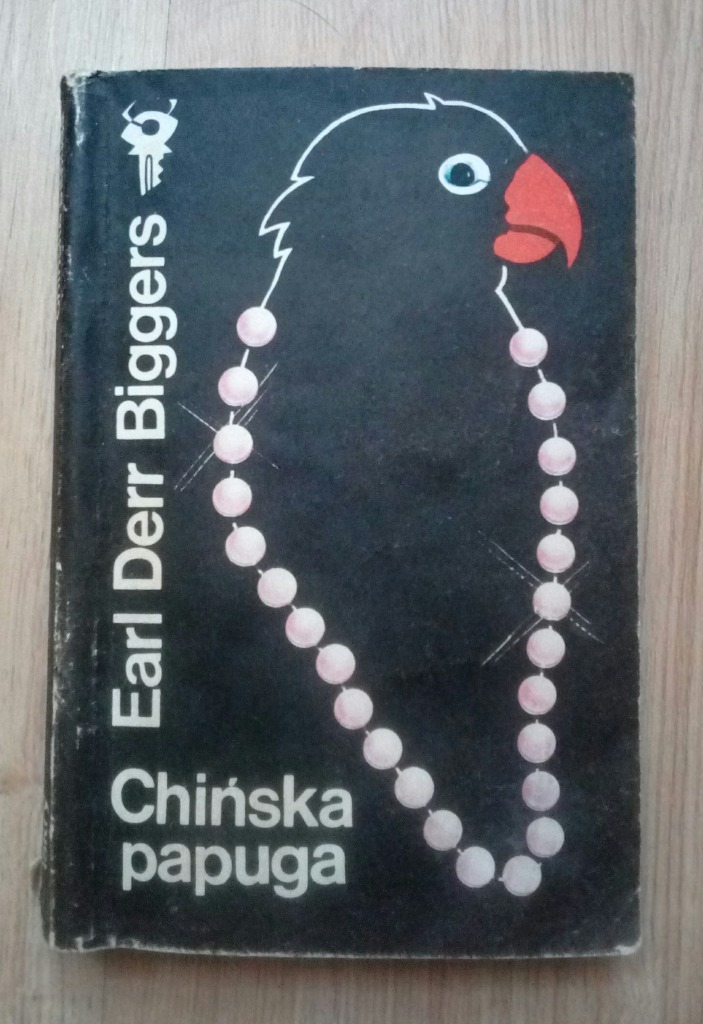 Earl Derr Biggers
Chińska
papuga